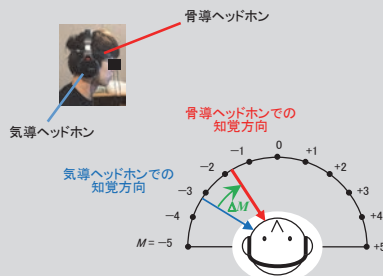 骨導ヘッドホン
気導ヘッドホン
骨導ヘッドホンでの
知覚方向
気導ヘッドホンでの
知覚方向
ΔM
M = −5
−4
−3
−2
−1
0
+1
+2
+3
+4
+5